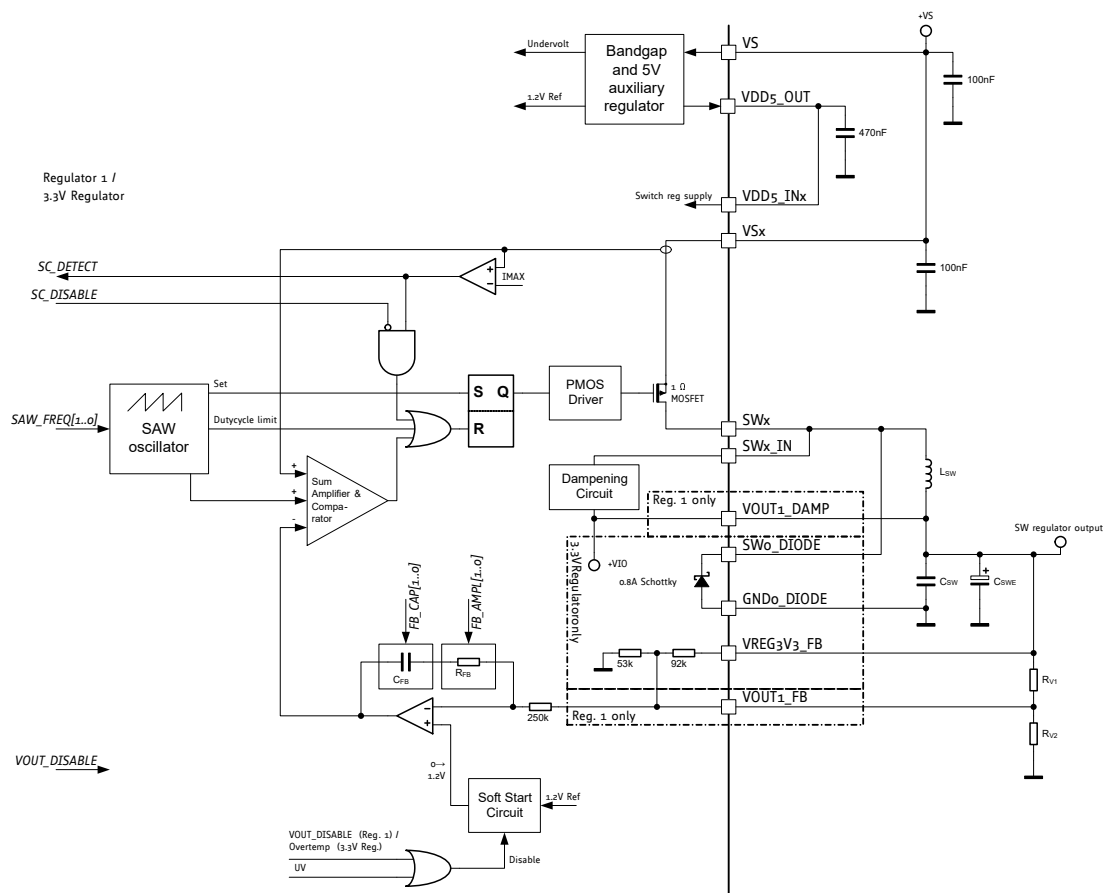 +VS
Undervolt
Bandgap
and 5V
auxiliary
regulator
VS
100nF
1.2V Ref
VDD5_OUT
470nF
Regulator 1 /
3.3V Regulator
Switch reg supply
VDD5_INx
VSx
SC_DETECT
+
−
IMAX
100nF
SC_DISABLE
SAW_FREQ[1..0]
SAW
oscillator
Set
Dutycycle limit
S Q
R
PMOS
Driver
1 Ω
MOSFET
SWx
SWx_IN
LSW
+
+
-
Sum
Amplifier &
Compa-
rator
Dampening
Circuit
Reg. 1 only
VOUT1_DAMP
SW regulator output
3.3V Regulator only
+VIO
SW0_DIODE
0.8A Schottky
GND0_DIODE
CSW
+
CSWE
FB_CAP[1..0]
FB_AMPL[1..0]
CFB
RFB
53k
92k
VREG3V3_FB
RV1
250k
Reg. 1 only
VOUT1_FB
RV2
−
+
VOUT_DISABLE
0→
1.2V
Soft Start
Circuit
1.2V Ref
VOUT_DISABLE (Reg. 1) /
Overtemp (3.3V Reg.)
UV
Disable